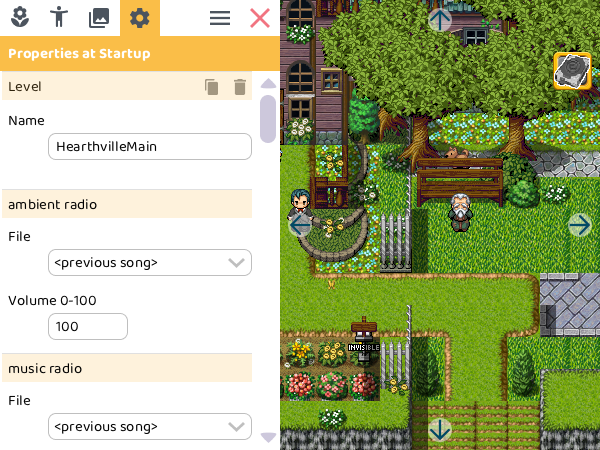 Properties at Startup
Level
Name
HearthvilleMain
ambient radio
File
<previous song>
Volume 0-100
100
music radio
File
<previous song>
INVISIBLE